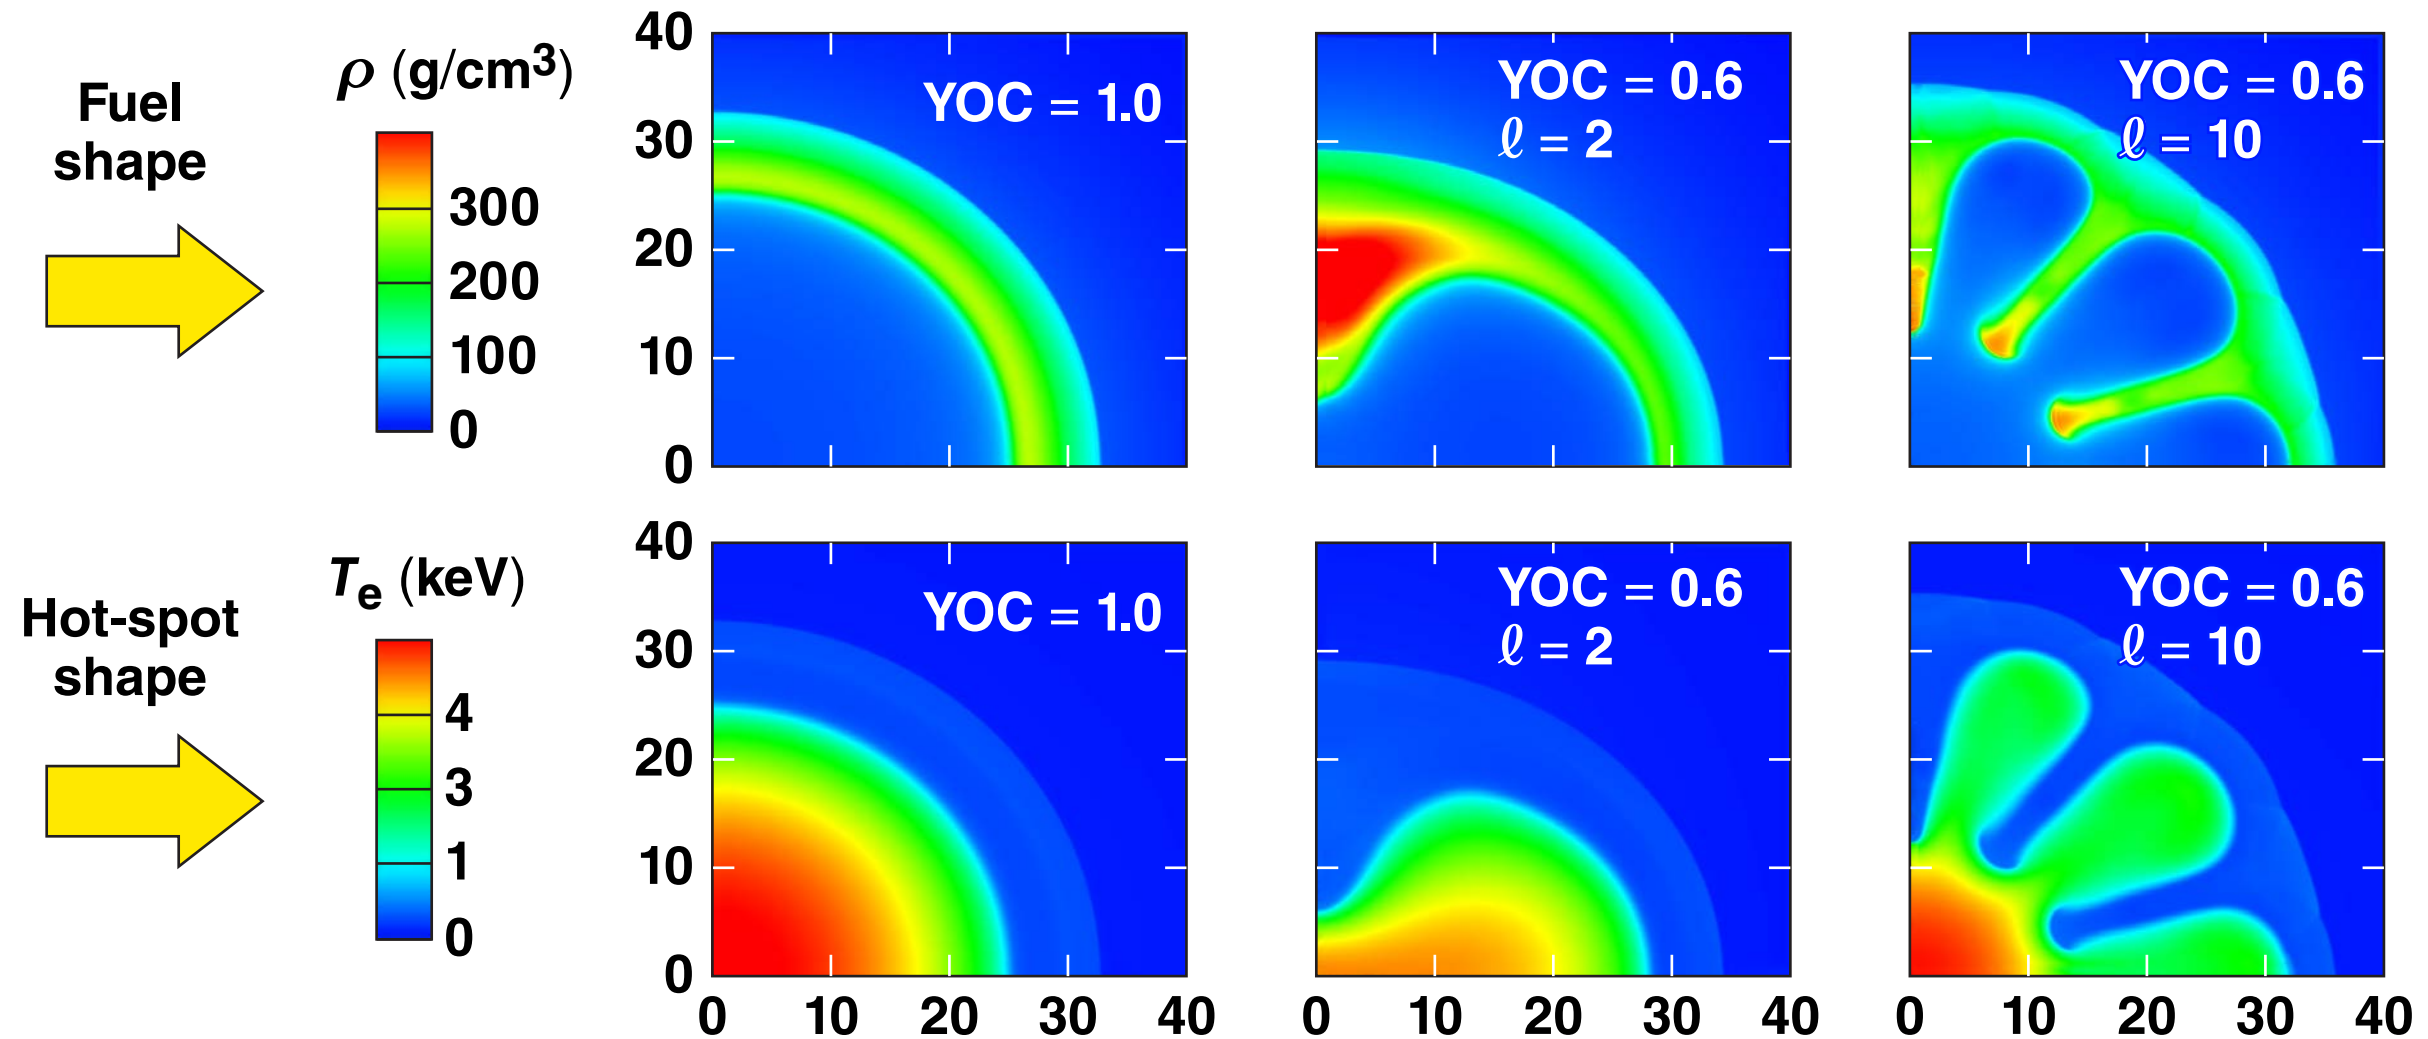 Fuel
shape
ρ (g/cm³)
300
200
100
0
40
30
20
10
0
YOC = 1.0
YOC = 0.6
ℓ = 2
YOC = 0.6
ℓ = 10
Hot-spot
shape
Te (keV)
4
3
1
0
40
30
20
10
0
YOC = 1.0
YOC = 0.6
ℓ = 2
YOC = 0.6
ℓ = 10
0 10 20 30 40
0 10 20 30 40
0 10 20 30 40